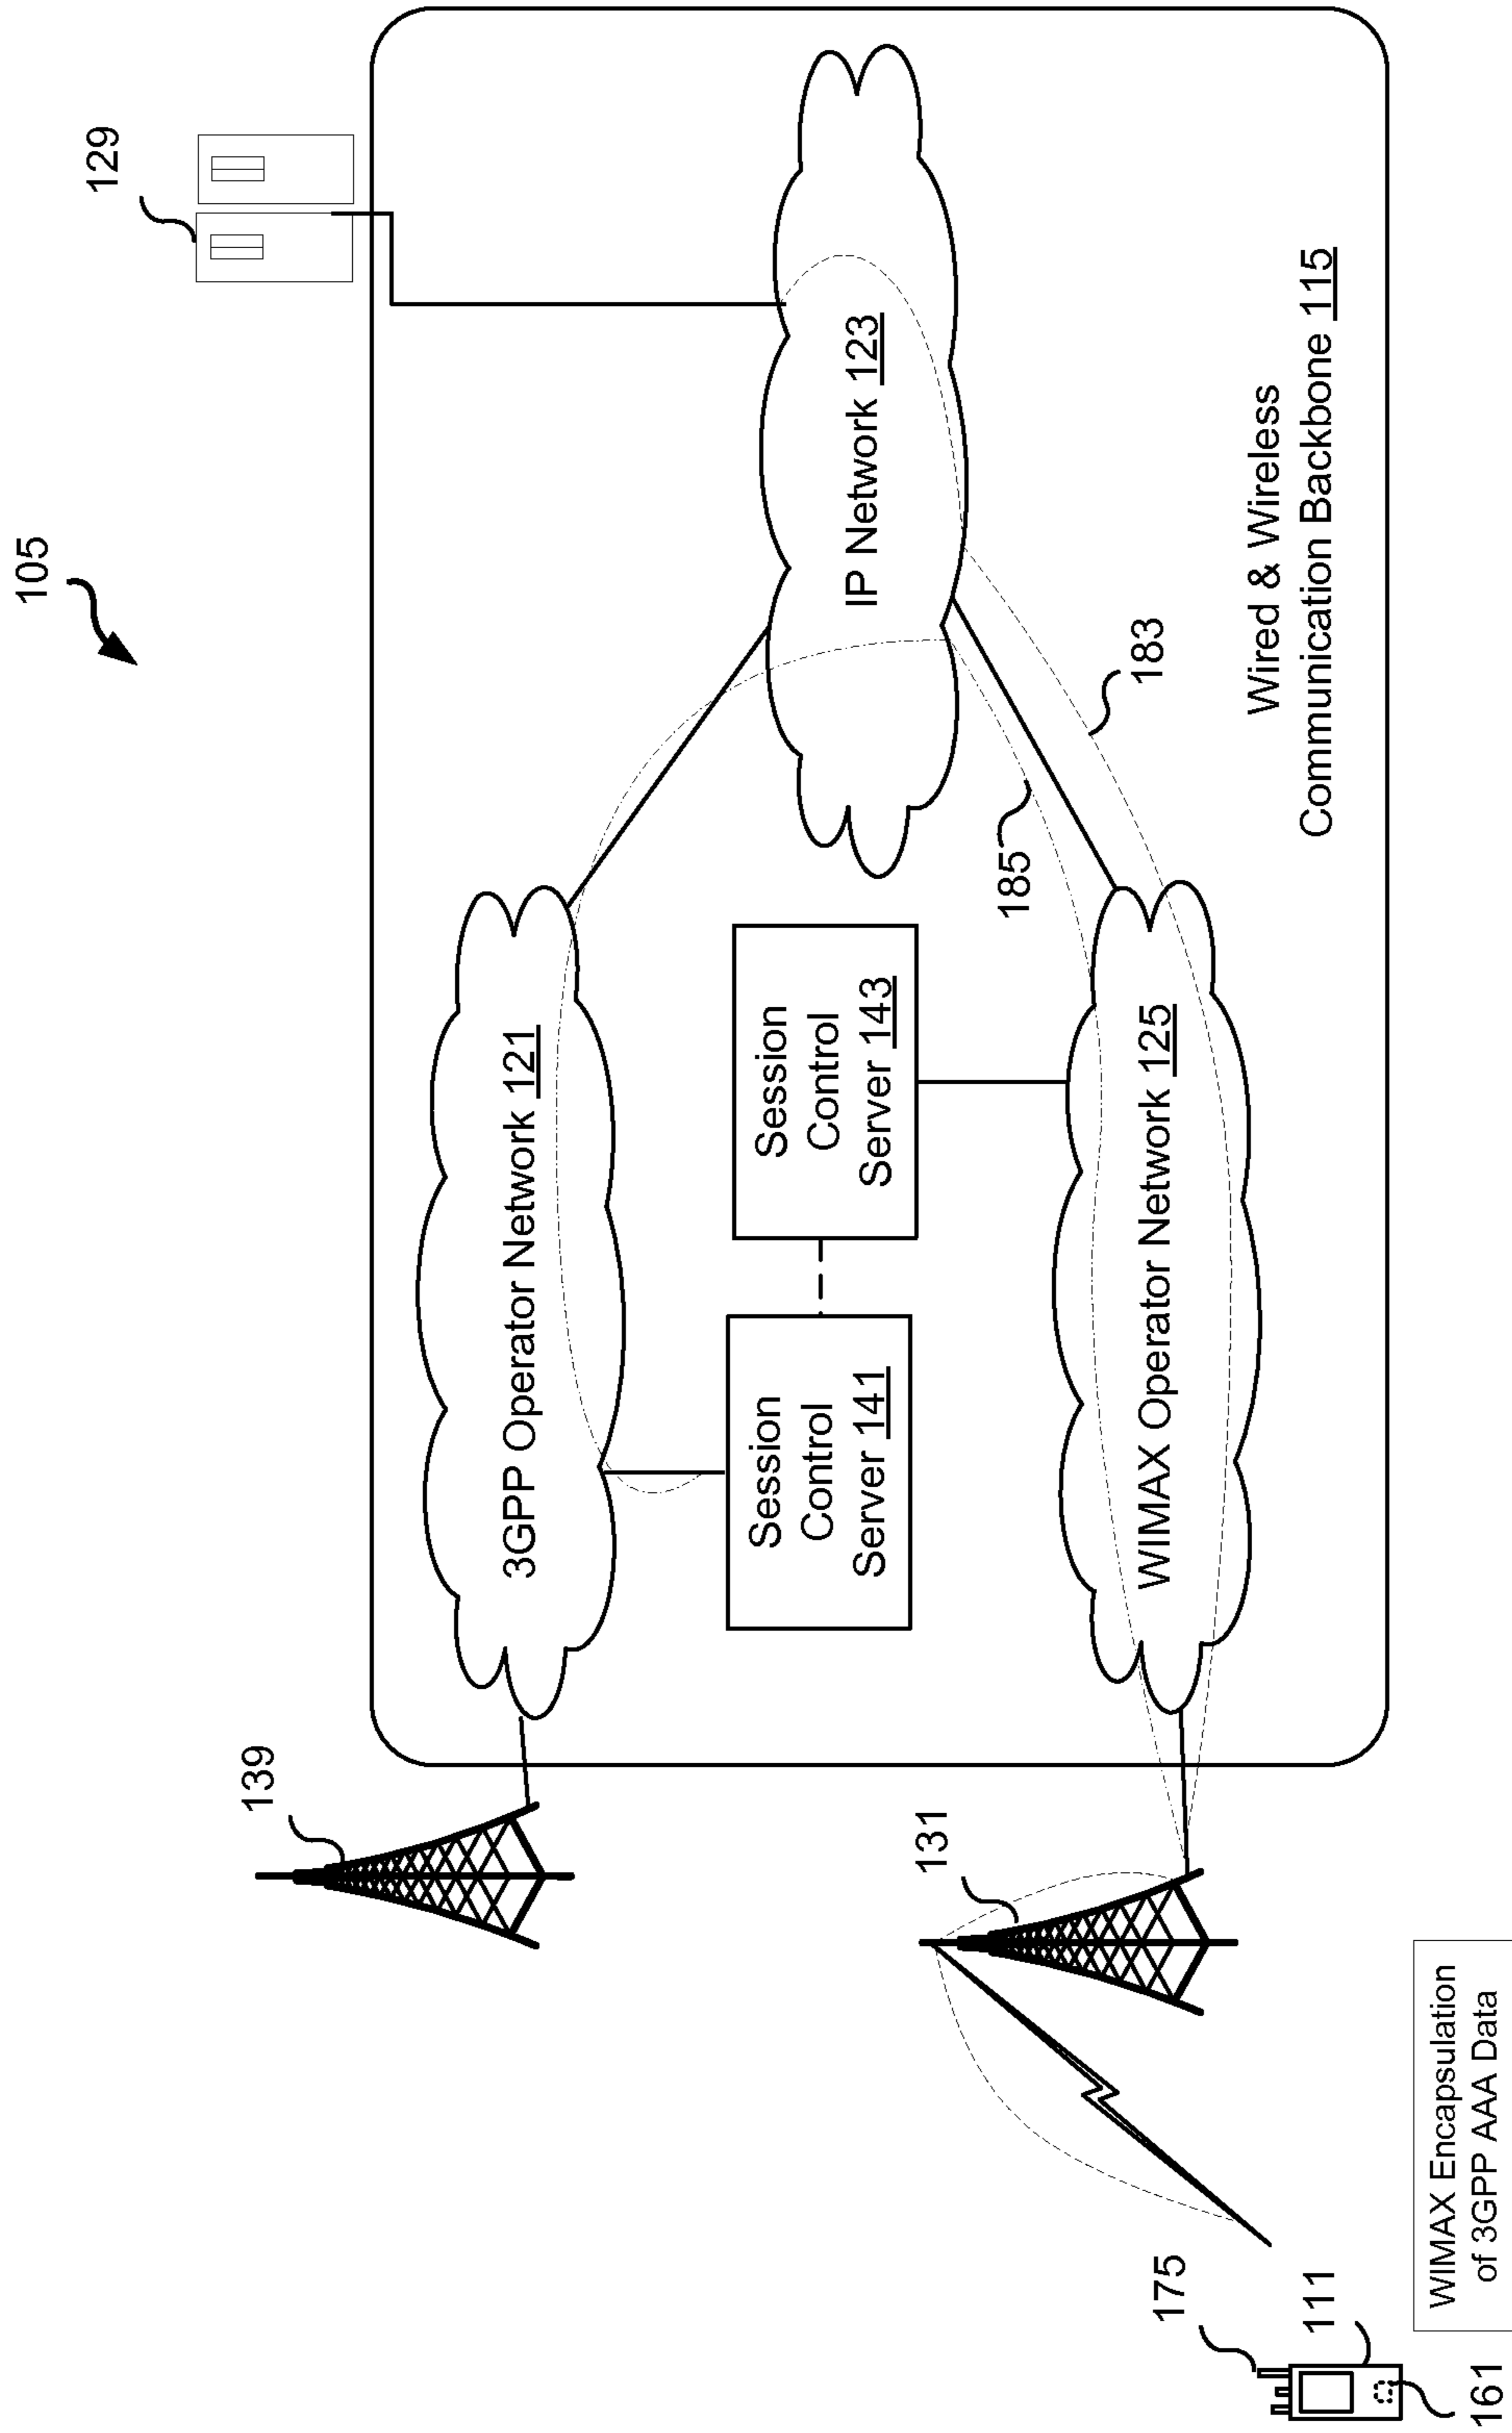 105
129
139
3GPP Operator Network 121
IP Network 123
Session
Control
Server 141
Session
Control
Server 143
185
183
131
WIMAX Operator Network 125
Wired & Wireless
Communication Backbone 115
175
111
161
WIMAX Encapsulation
of 3GPP AAA Data